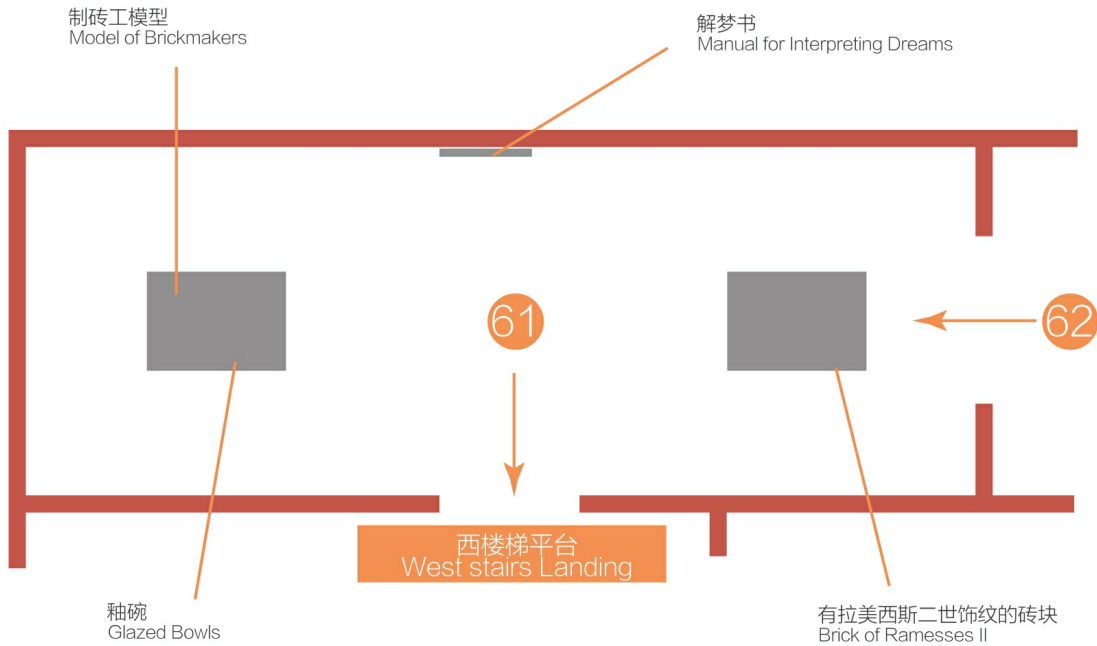 制砖工模型
Model of Brickmakers
解梦书
Manual for Interpreting Dreams
61
62
西楼梯平台
West stairs Landing
釉碗
Glazed Bowls
有拉美西斯二世饰纹的砖块
Brick of Ramesses II